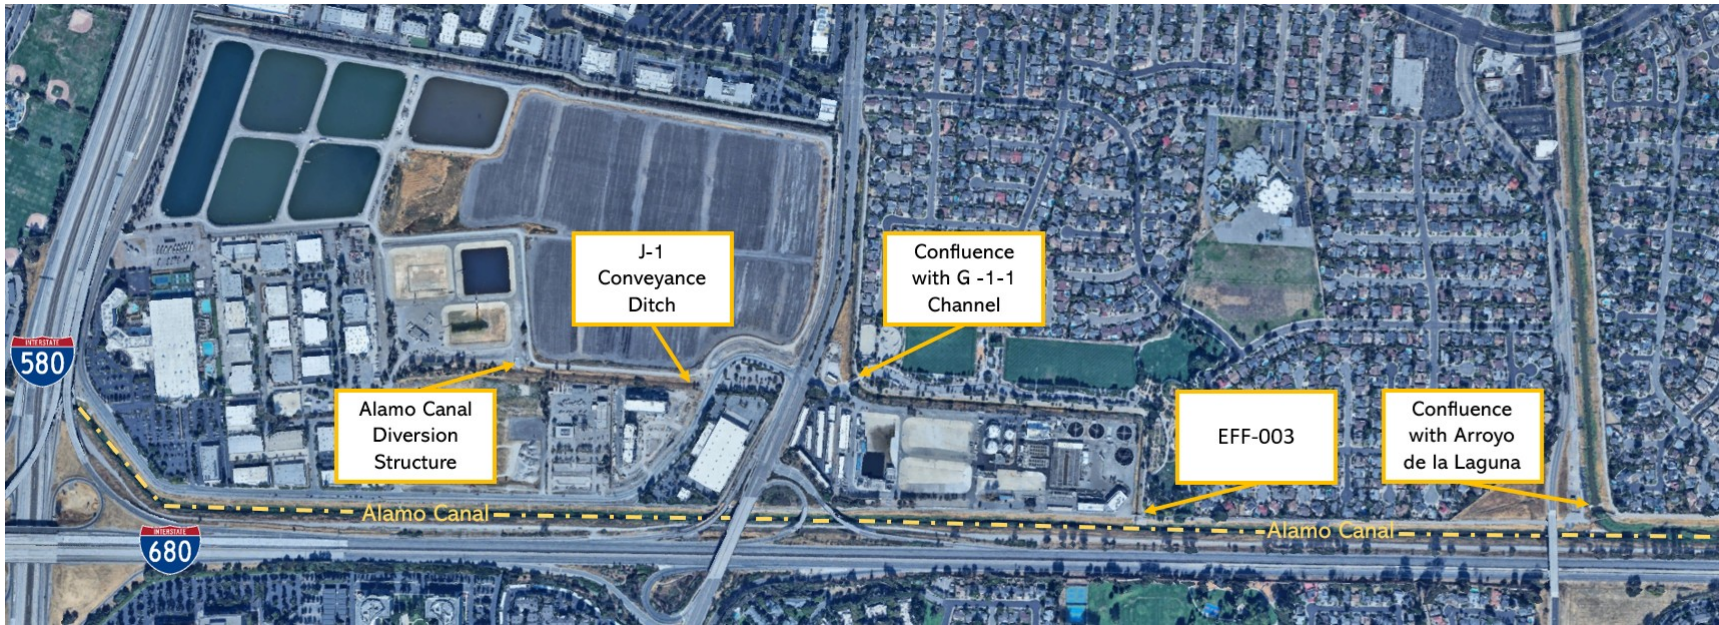 J-1
Conveyance
Ditch
Confluence
with G -1-1
Channel
INTERSTATE
580
Alamo Canal
Diversion
Structure
EFF-003
Confluence
with Arroyo
de la Laguna
Alamo Canal
Alamo Canal
INTERSTATE
680